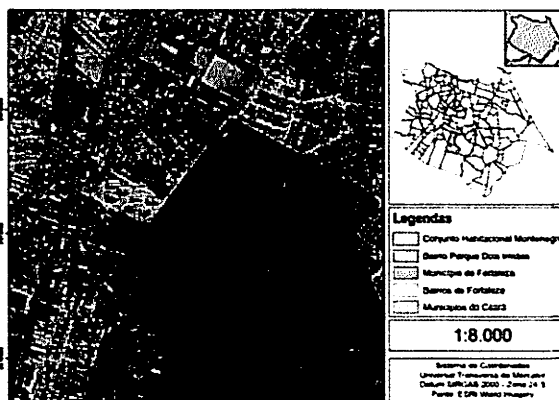 Legendas
Conjunto Habitacional Montenegro
Bairro Parque Dois Irmãos
Município de Fortaleza
Bairros de Fortaleza
Municípios do Ceará
1:8.000
Sistema de Coordenadas
Universal Transversa de Mercator
Datum SIRGAS 2000 - Zona 24 S
Fonte: ESRI World Imagery